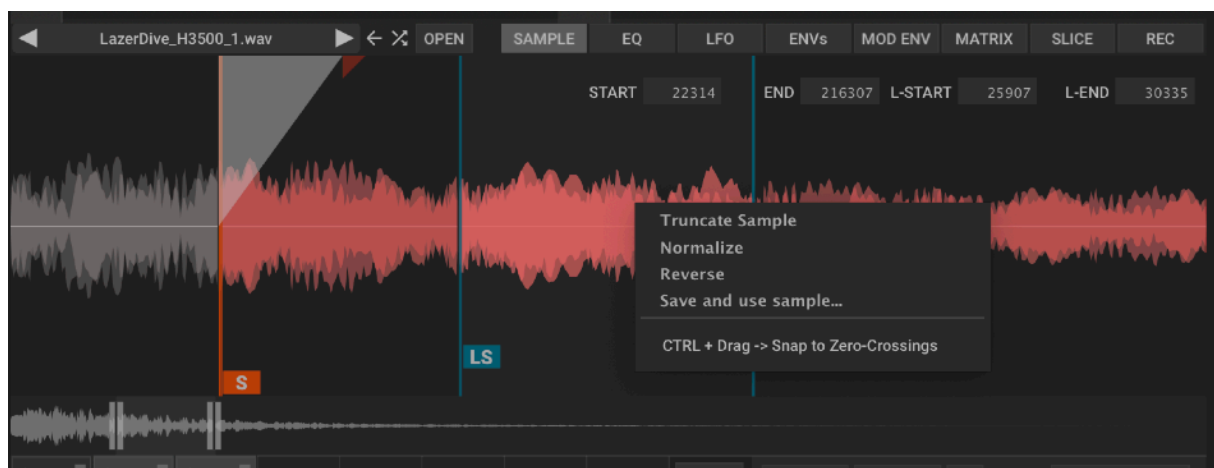 LazerDive_H3500_1.wav OPEN SAMPLE EQ LFO ENVs MOD ENV MATRIX SLICE REC
START 22314 END 216307 L-START 25907 L-END 30335
Truncate Sample
Normalize
Reverse
Save and use sample...
CTRL + Drag -> Snap to Zero-Crossings
LS
S